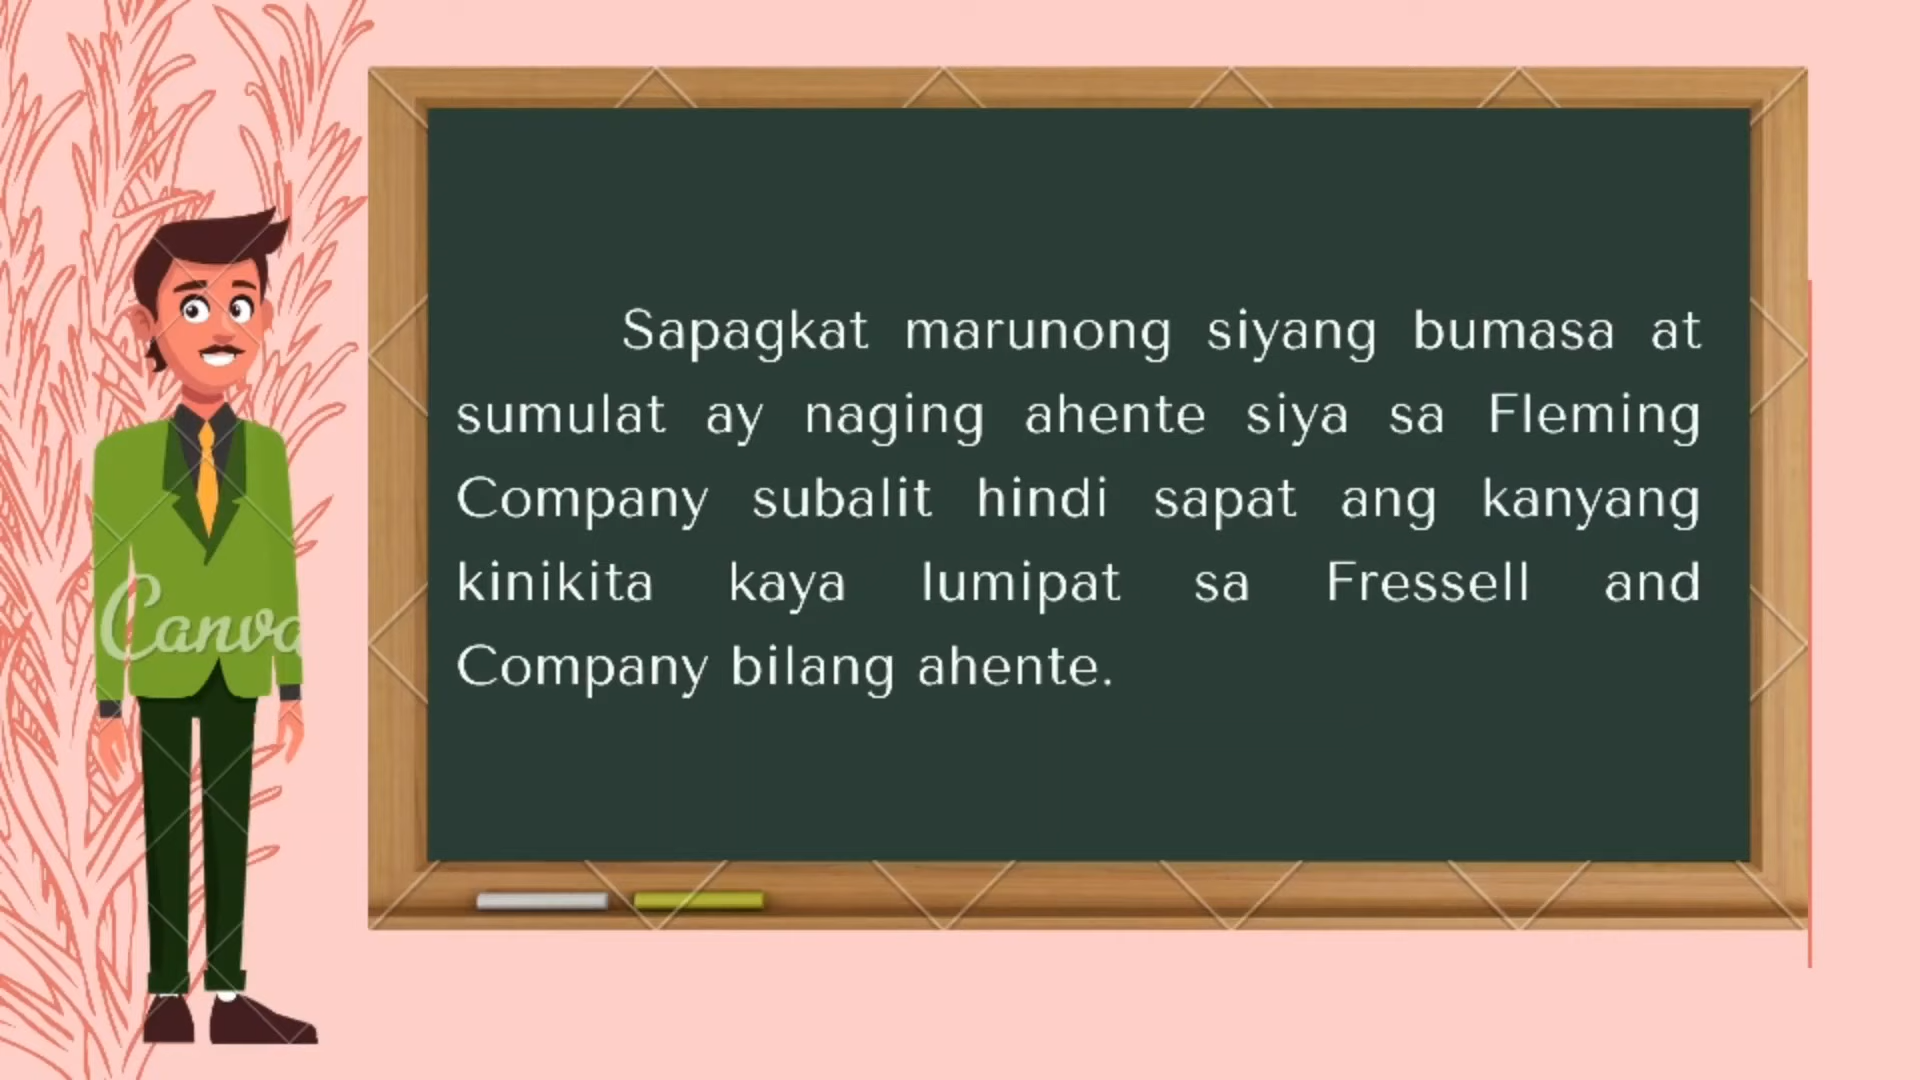 Sapagkat marunong siyang bumasa at
sumulat ay naging ahente siya sa Fleming
Company subalit hindi sapat ang kanyang
kinikita kaya lumipat sa Fressell and
Company bilang ahente.
Canva